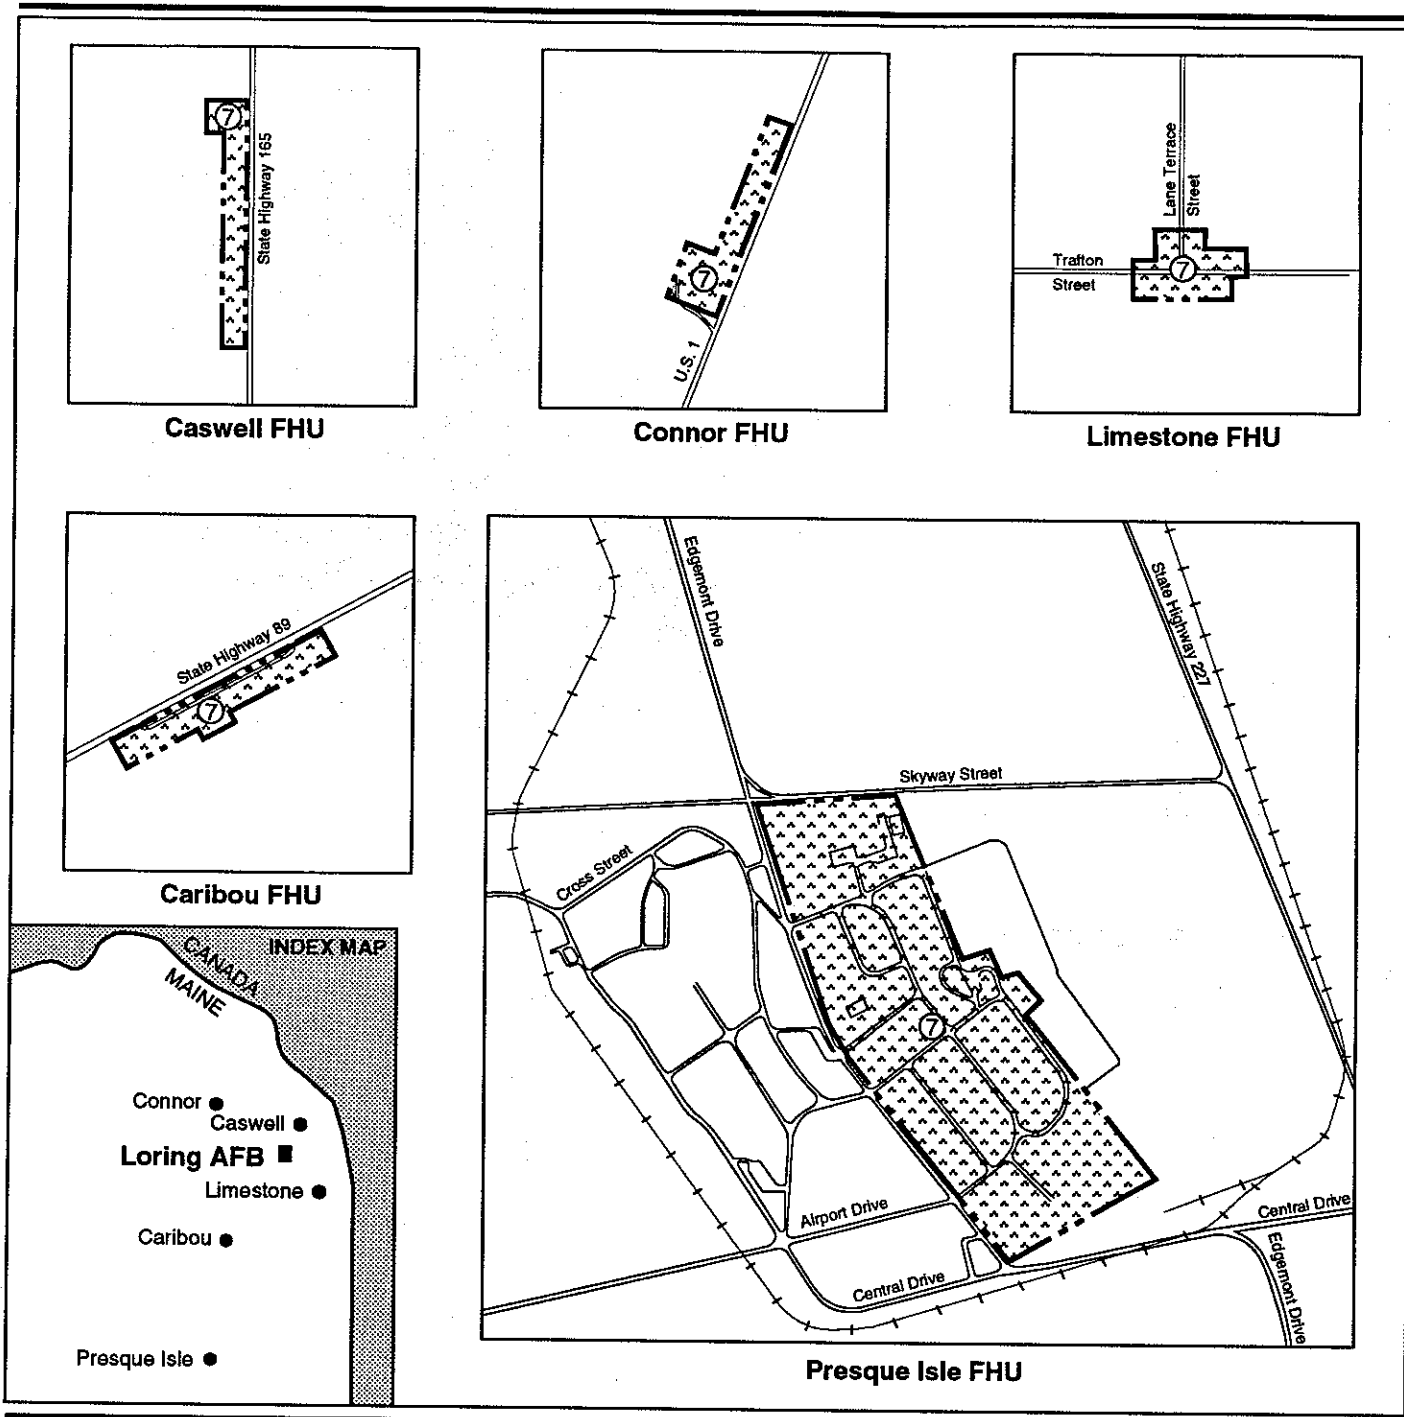 7
State Highway 165
Caswell FHU
7
U.S. 1
Connor FHU
Lane Terrace
Street
Trafton
Street
7
Limestone FHU
State Highway 89
7
Caribou FHU
INDEX MAP
CANADA
MAINE
Connor
Caswell
Loring AFB
Limestone
Caribou
Presque Isle
Edgemont Drive
State Highway 227
Skyway Street
Cross Street
7
Airport Drive
Central Drive
Central Drive
Edgemont Drive
Presque Isle FHU